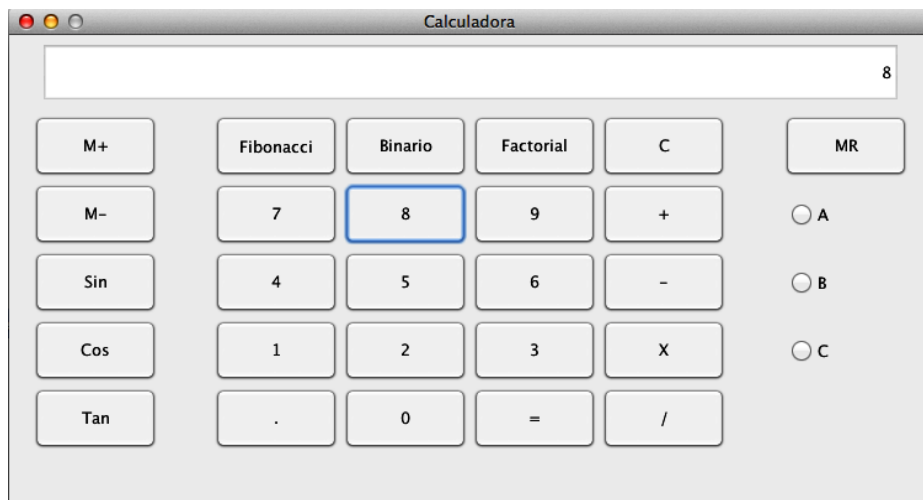 Calculadora
8
M+ Fibonacci Binario Factorial C MR
M- 7 8 9 + A
Sin 4 5 6 - B
Cos 1 2 3 X C
Tan . 0 = /